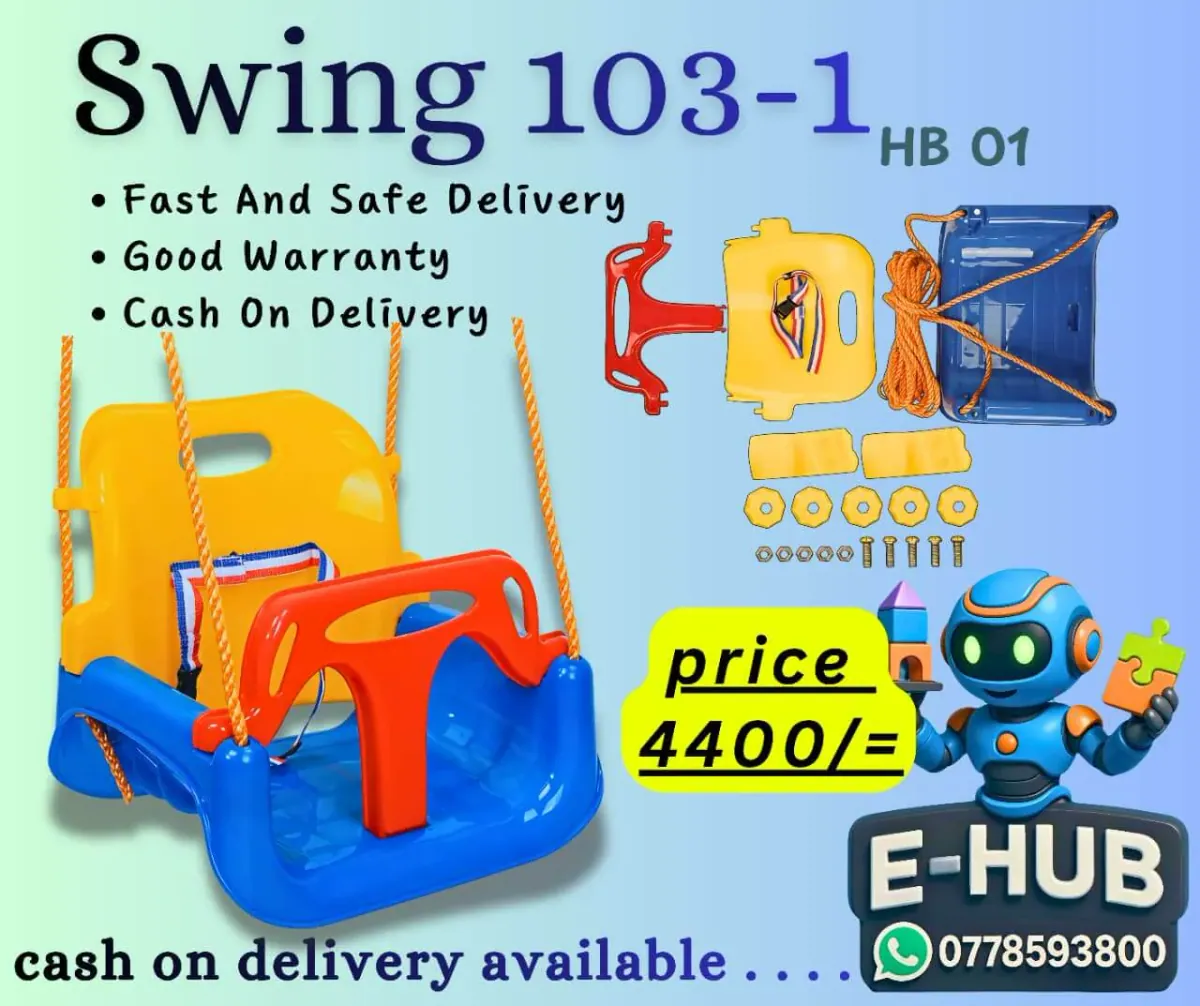 Swing 103-1
HB 01
• Fast And Safe Delivery
• Good Warranty
• Cash On Delivery
price
4400/=
E-HUB
0778593800
cash on delivery available . . . .